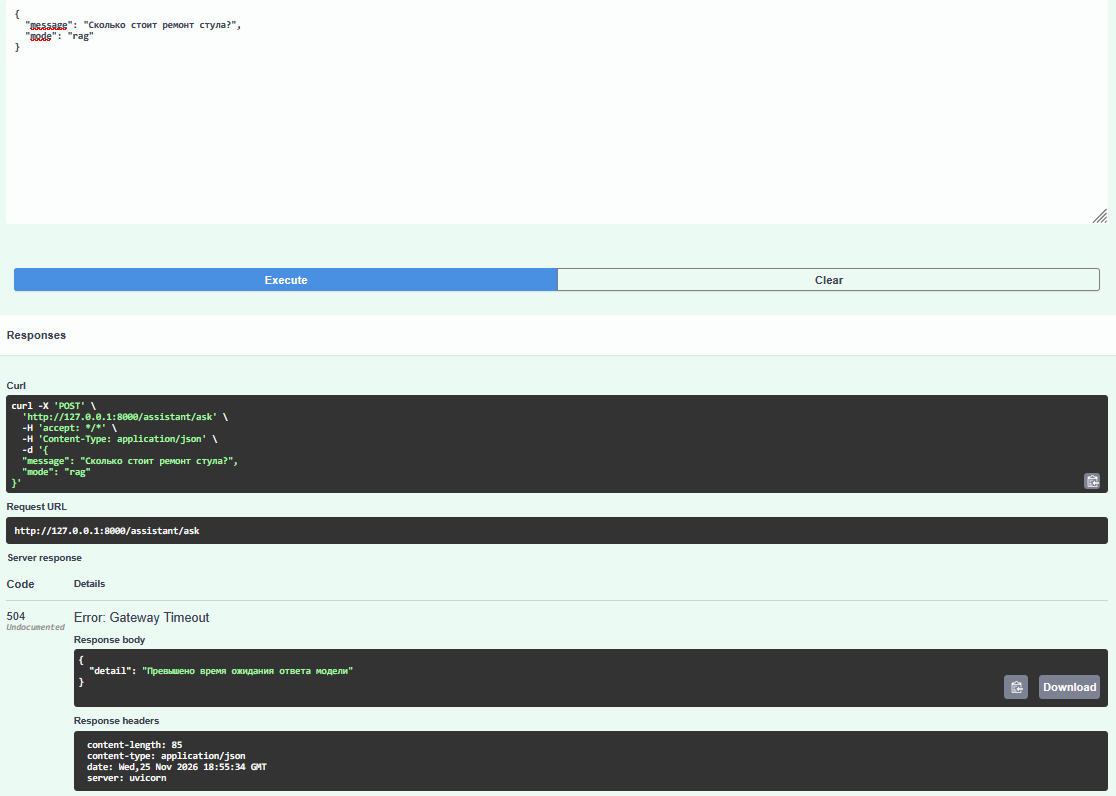 {
  "message": "Сколько стоит ремонт стула?",
  "mode": "rag"
}
Execute
Clear
Responses
Curl
curl -X 'POST' \
  'http://127.0.0.1:8000/assistant/ask' \
  -H 'accept: */*' \
  -H 'Content-Type: application/json' \
  -d '{
  "message": "Сколько стоит ремонт стула?",
  "mode": "rag"
}'
Request URL
http://127.0.0.1:8000/assistant/ask
Server response
Code Details
504 Error: Gateway Timeout
Undocumented
Response body
{
  "detail": "Превышено время ожидания ответа модели"
}
Download
Response headers
content-length: 85
content-type: application/json
date: Wed,25 Nov 2026 18:55:34 GMT
server: uvicorn